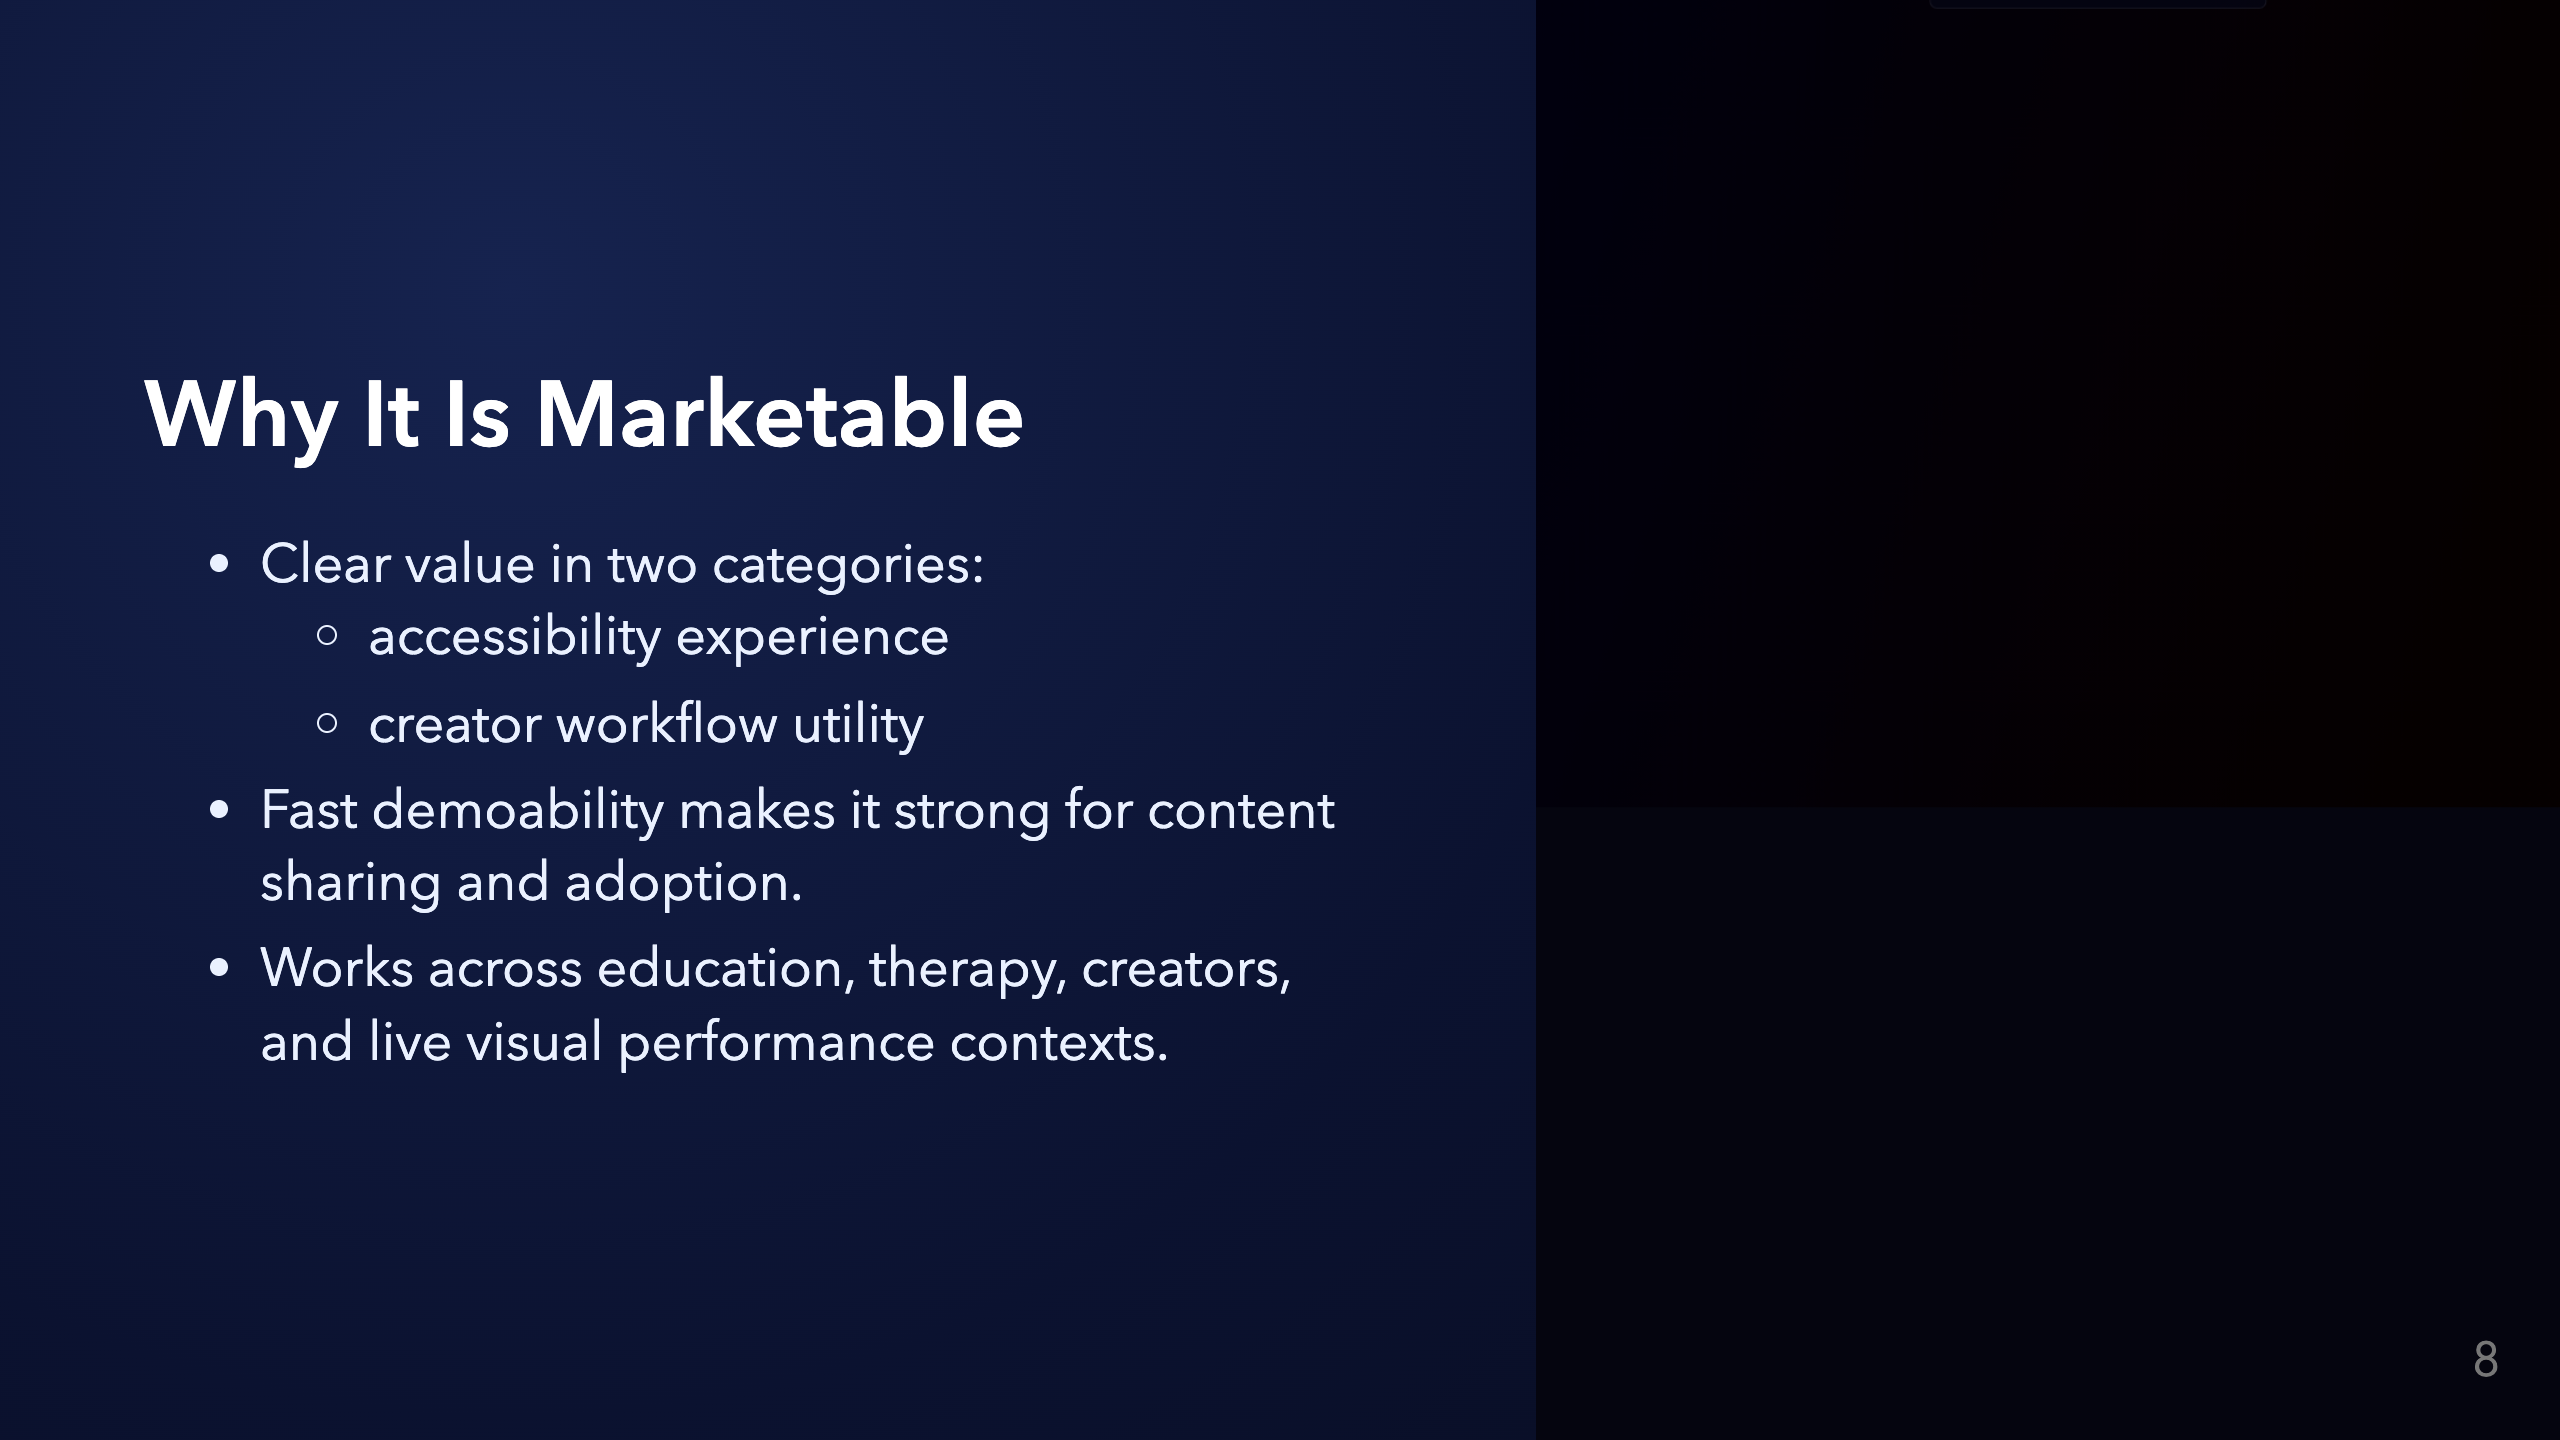 Why It Is Marketable
• Clear value in two categories:
○ accessibility experience
○ creator workflow utility
• Fast demoability makes it strong for content
sharing and adoption.
• Works across education, therapy, creators,
and live visual performance contexts.
8